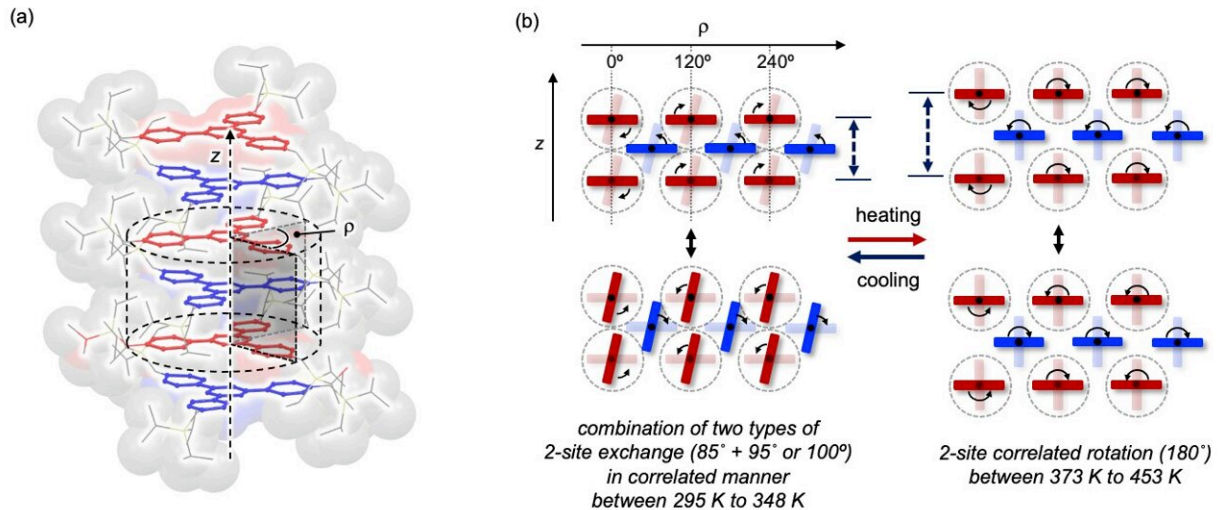 (a)
z
ρ
(b)
ρ
0º 120º 240º
z
heating
cooling
combination of two types of
2-site exchange (85˚ + 95˚ or 100º)
in correlated manner
between 295 K to 348 K
2-site correlated rotation (180˚)
between 373 K to 453 K